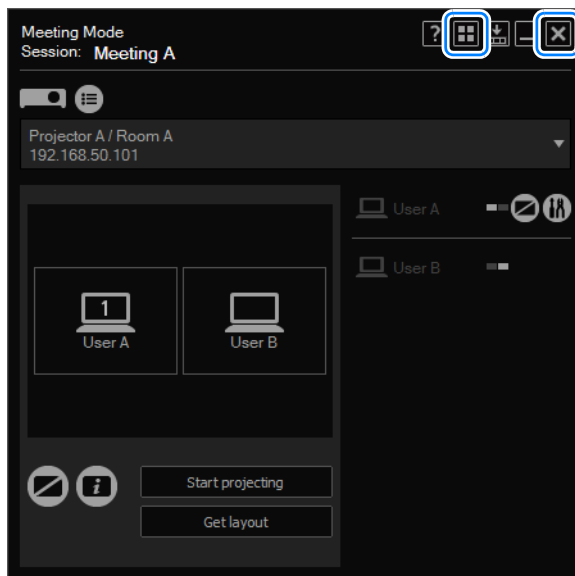 Meeting Mode
Session: Meeting A
?
Projector A / Room A
192.168.50.101
User A
User B
1
User A
User B
i
Start projecting
Get layout